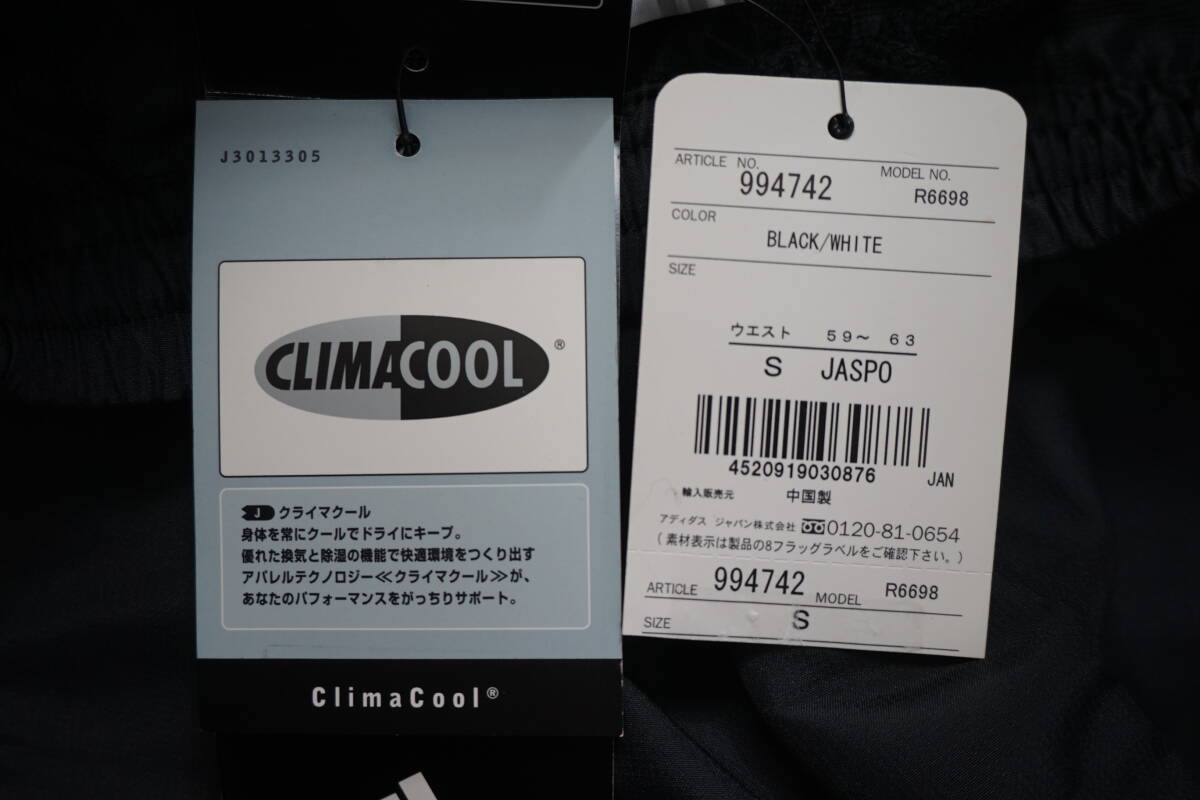 J3013305
CLIMACOOL®
J クライマクール
身体を常にクールでドライにキープ。
優れた換気と除湿の機能で快適環境をつくり出す
アパレルテクノロジー≪クライマクール≫が、
あなたのパフォーマンスをがっちりサポート。
ClimaCool®
ARTICLE NO. 994742 MODEL NO. R6698
COLOR
BLACK/WHITE
SIZE
ウエスト 59～ 63
S JASPO
4520919030876 JAN
輸入販売元 中国製
アディダス ジャパン株式会社 0120-81-0654
(素材表示は製品の8フラッグラベルをご確認下さい。)
ARTICLE 994742 MODEL R6698
SIZE S